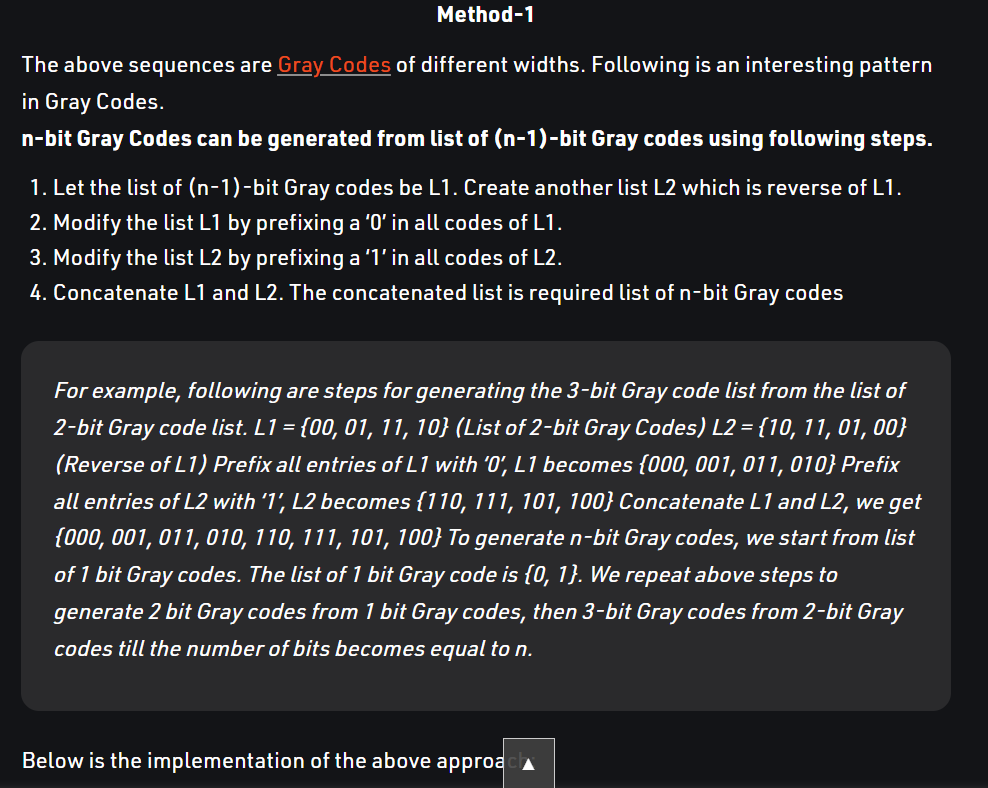 Method-1
The above sequences are Gray Codes of different widths. Following is an interesting pattern
in Gray Codes.
n-bit Gray Codes can be generated from list of (n-1)-bit Gray codes using following steps.
1. Let the list of (n-1)-bit Gray codes be L1. Create another list L2 which is reverse of L1.
2. Modify the list L1 by prefixing a ‘0’ in all codes of L1.
3. Modify the list L2 by prefixing a ‘1’ in all codes of L2.
4. Concatenate L1 and L2. The concatenated list is required list of n-bit Gray codes
For example, following are steps for generating the 3-bit Gray code list from the list of
2-bit Gray code list. L1 = {00, 01, 11, 10} (List of 2-bit Gray Codes) L2 = {10, 11, 01, 00}
(Reverse of L1) Prefix all entries of L1 with ‘0’, L1 becomes {000, 001, 011, 010} Prefix
all entries of L2 with ‘1’, L2 becomes {110, 111, 101, 100} Concatenate L1 and L2, we get
{000, 001, 011, 010, 110, 111, 101, 100} To generate n-bit Gray codes, we start from list
of 1 bit Gray codes. The list of 1 bit Gray code is {0, 1}. We repeat above steps to
generate 2 bit Gray codes from 1 bit Gray codes, then 3-bit Gray codes from 2-bit Gray
codes till the number of bits becomes equal to n.
Below is the implementation of the above